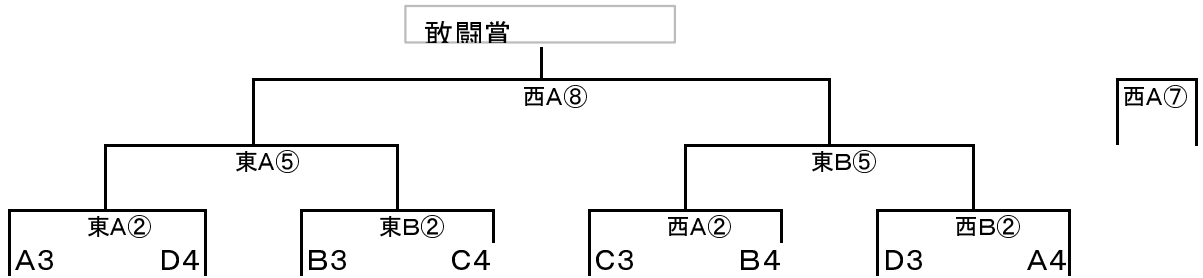 敢闘賞
西A⑧ 西A⑦
東A⑤ 東B⑤
東A② 東B② 西A② 西B②
A3 D4 B3 C4 C3 B4 D3 A4